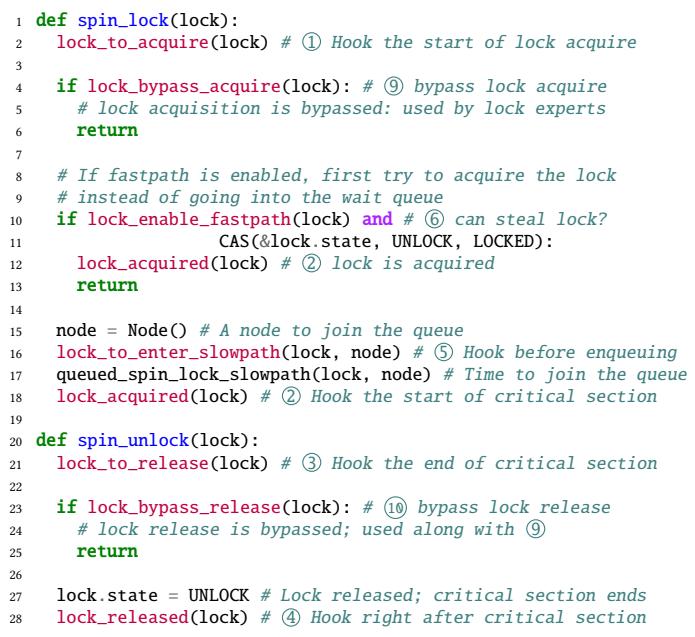 1 def spin_lock(lock):
2   lock_to_acquire(lock) # ① Hook the start of lock acquire
3
4   if lock_bypass_acquire(lock): # ⑨ bypass lock acquire
5     # lock acquisition is bypassed: used by lock experts
6     return
7
8   # If fastpath is enabled, first try to acquire the lock
9   # instead of going into the wait queue
10   if lock_enable_fastpath(lock) and # ⑥ can steal lock?
11                 CAS(&lock.state, UNLOCK, LOCKED):
12     lock_acquired(lock) # ② lock is acquired
13     return
14
15   node = Node() # A node to join the queue
16   lock_to_enter_slowpath(lock, node) # ⑤ Hook before enqueuing
17   queued_spin_lock_slowpath(lock, node) # Time to join the queue
18   lock_acquired(lock) # ② Hook the start of critical section
19
20 def spin_unlock(lock):
21   lock_to_release(lock) # ③ Hook the end of critical section
22
23   if lock_bypass_release(lock): # ⑩ bypass lock release
24     # lock release is bypassed; used along with ⑨
25     return
26
27   lock.state = UNLOCK # Lock released; critical section ends
28   lock_released(lock) # ④ Hook right after critical section